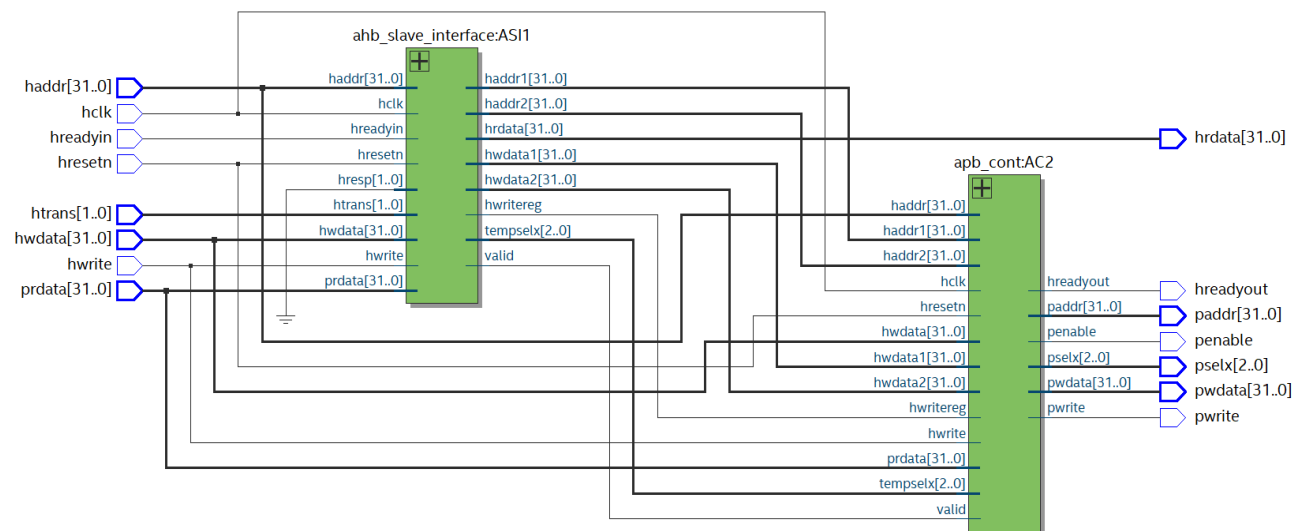 ahb_slave_interface:ASI1
haddr[31..0]
hclk
hreadyin
hresetn
htrans[1..0]
hwdata[31..0]
hwrite
prdata[31..0]
haddr[31..0]
hclk
hreadyin
hresetn
hresp[1..0]
htrans[1..0]
hwdata[31..0]
hwrite
prdata[31..0]
haddr1[31..0]
haddr2[31..0]
hrdata[31..0]
hwdata1[31..0]
hwdata2[31..0]
hwritereg
tempselx[2..0]
valid
hrdata[31..0]
apb_cont:AC2
haddr[31..0]
haddr1[31..0]
haddr2[31..0]
hclk
hresetn
hwdata[31..0]
hwdata1[31..0]
hwdata2[31..0]
hwritereg
hwrite
prdata[31..0]
tempselx[2..0]
valid
hreadyout
paddr[31..0]
penable
pselx[2..0]
pwdata[31..0]
pwrite
hreadyout
paddr[31..0]
penable
pselx[2..0]
pwdata[31..0]
pwrite